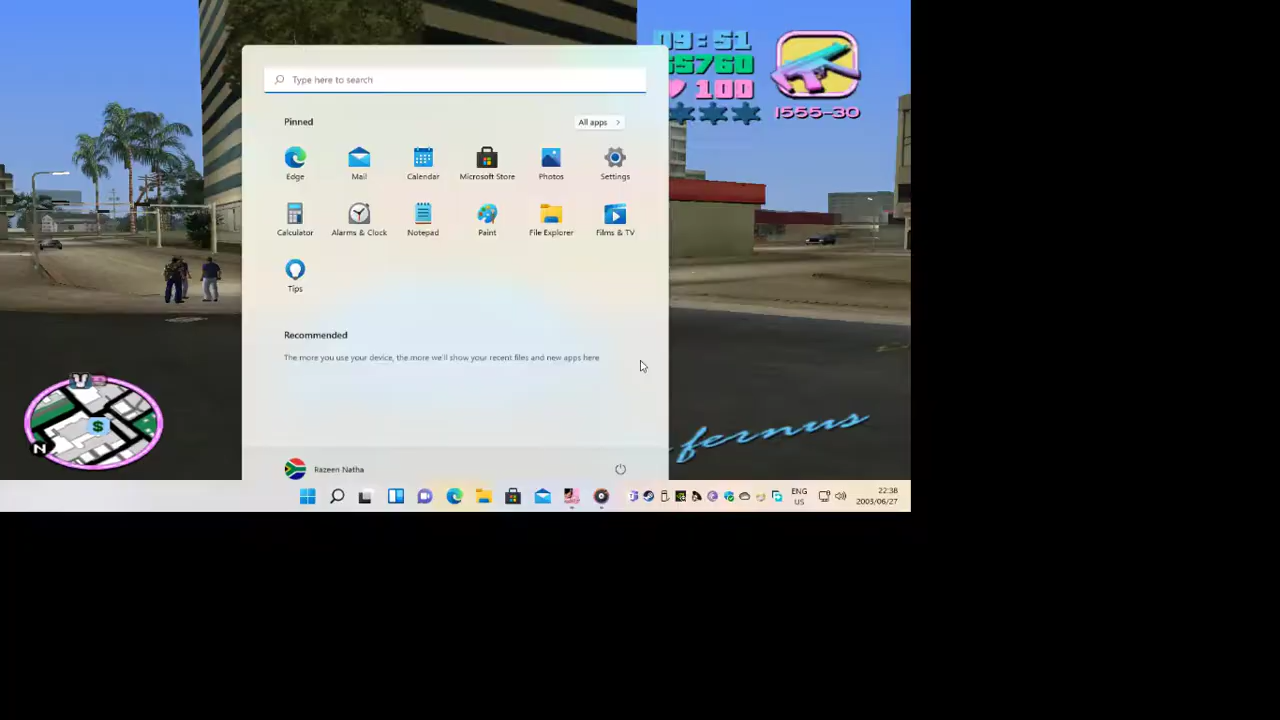 Type here to search
09:51
55760
100
1555-30
Pinned
All apps
Edge
Mail
Calendar
Microsoft Store
Photos
Settings
Calculator
Alarms & Clock
Notepad
Paint
File Explorer
Films & TV
Tips
Recommended
The more you use your device, the more we'll show your recent files and new apps here
N
fernus
Razeen Natha
ENG
US
22:38
2003/06/27